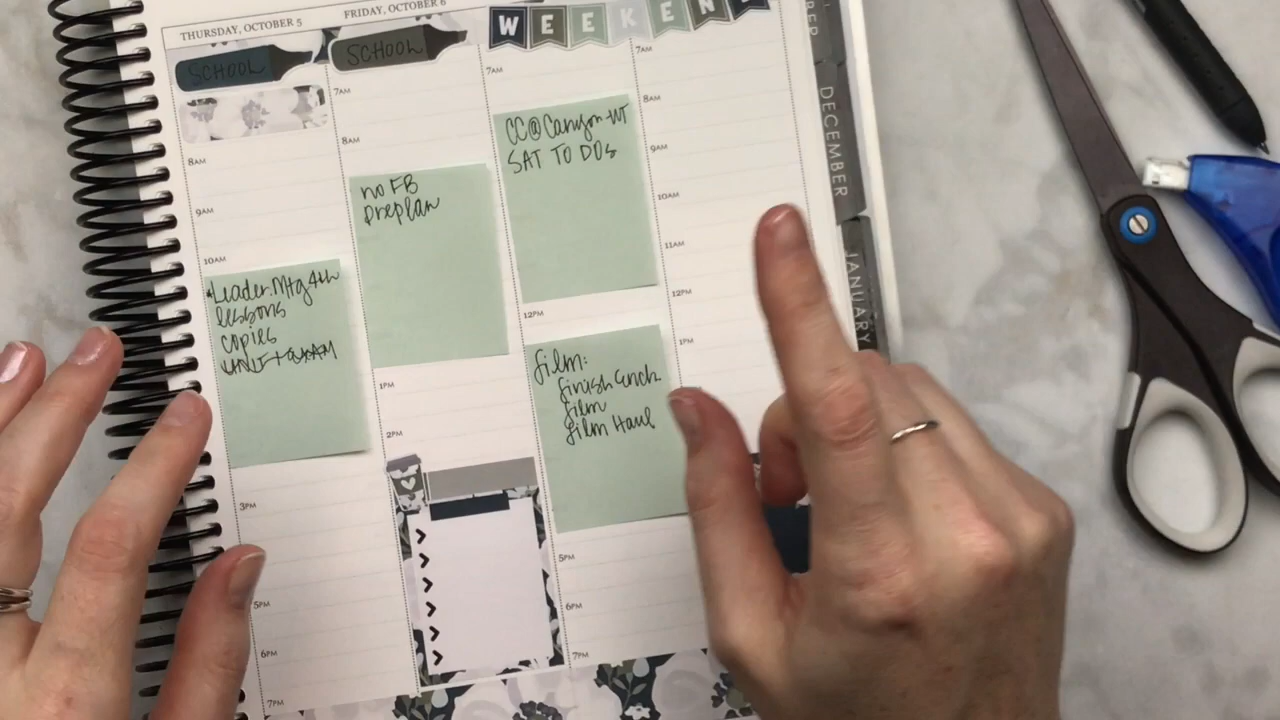 THURSDAY, OCTOBER 5
FRIDAY, OCTOBER 6
WEEKEND
SCHOOL
SCHOOL
8AM
9AM
10AM
*Leader Mtg 4th
lessons
copies
3PM
5PM
6PM
7PM
7AM
8AM
no FB
preplan
1PM
2PM
7AM
CC@Canyon-WT
SAT TO DOs
12PM
film:
finish
film
film Haul
5PM
6PM
7PM
7AM
8AM
9AM
10AM
11AM
12PM
1PM
BER
DECEMBER
JANUARY